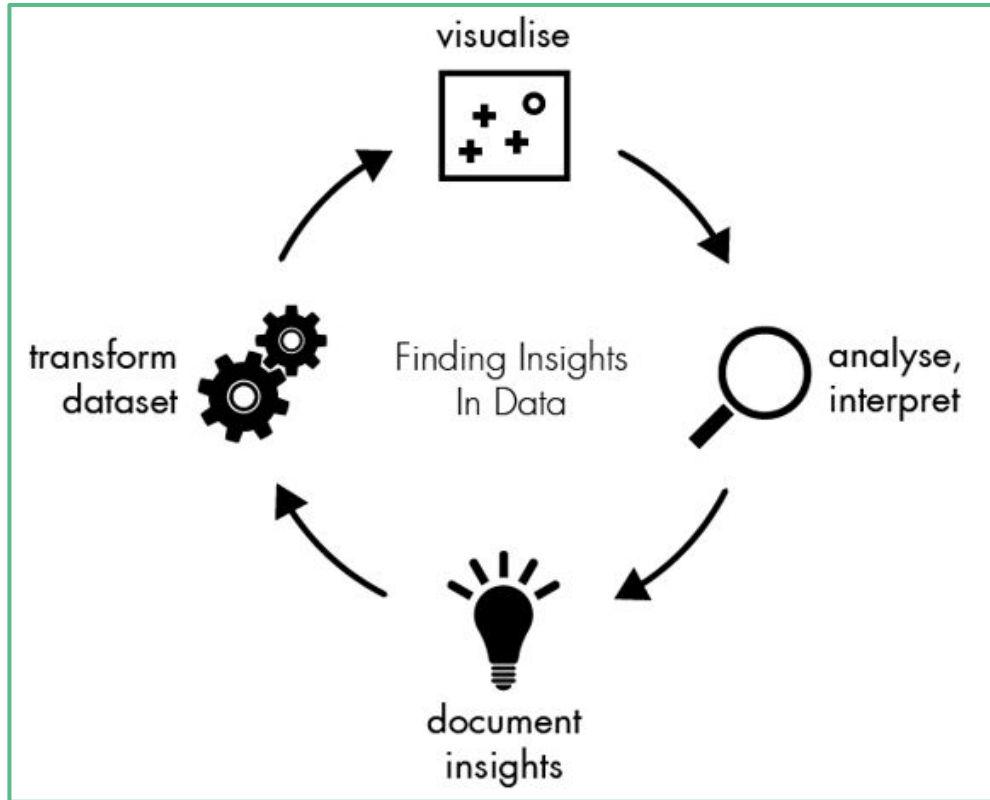 visualise
analyse,
interpret
document
insights
transform
dataset
Finding Insights
In Data